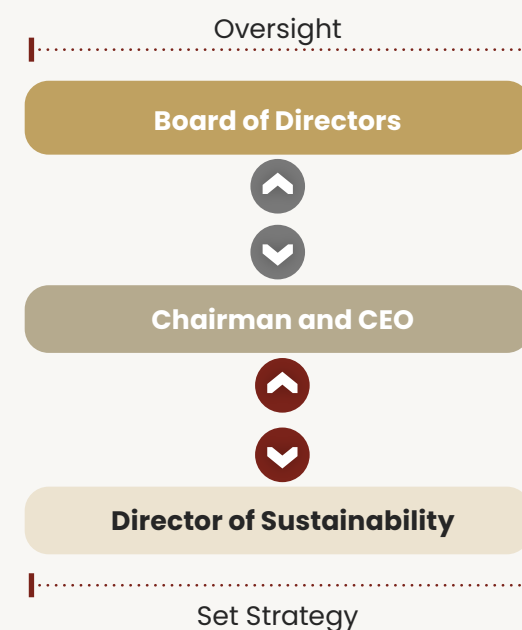 Oversight
Board of Directors
Chairman and CEO
Director of Sustainability
Set Strategy